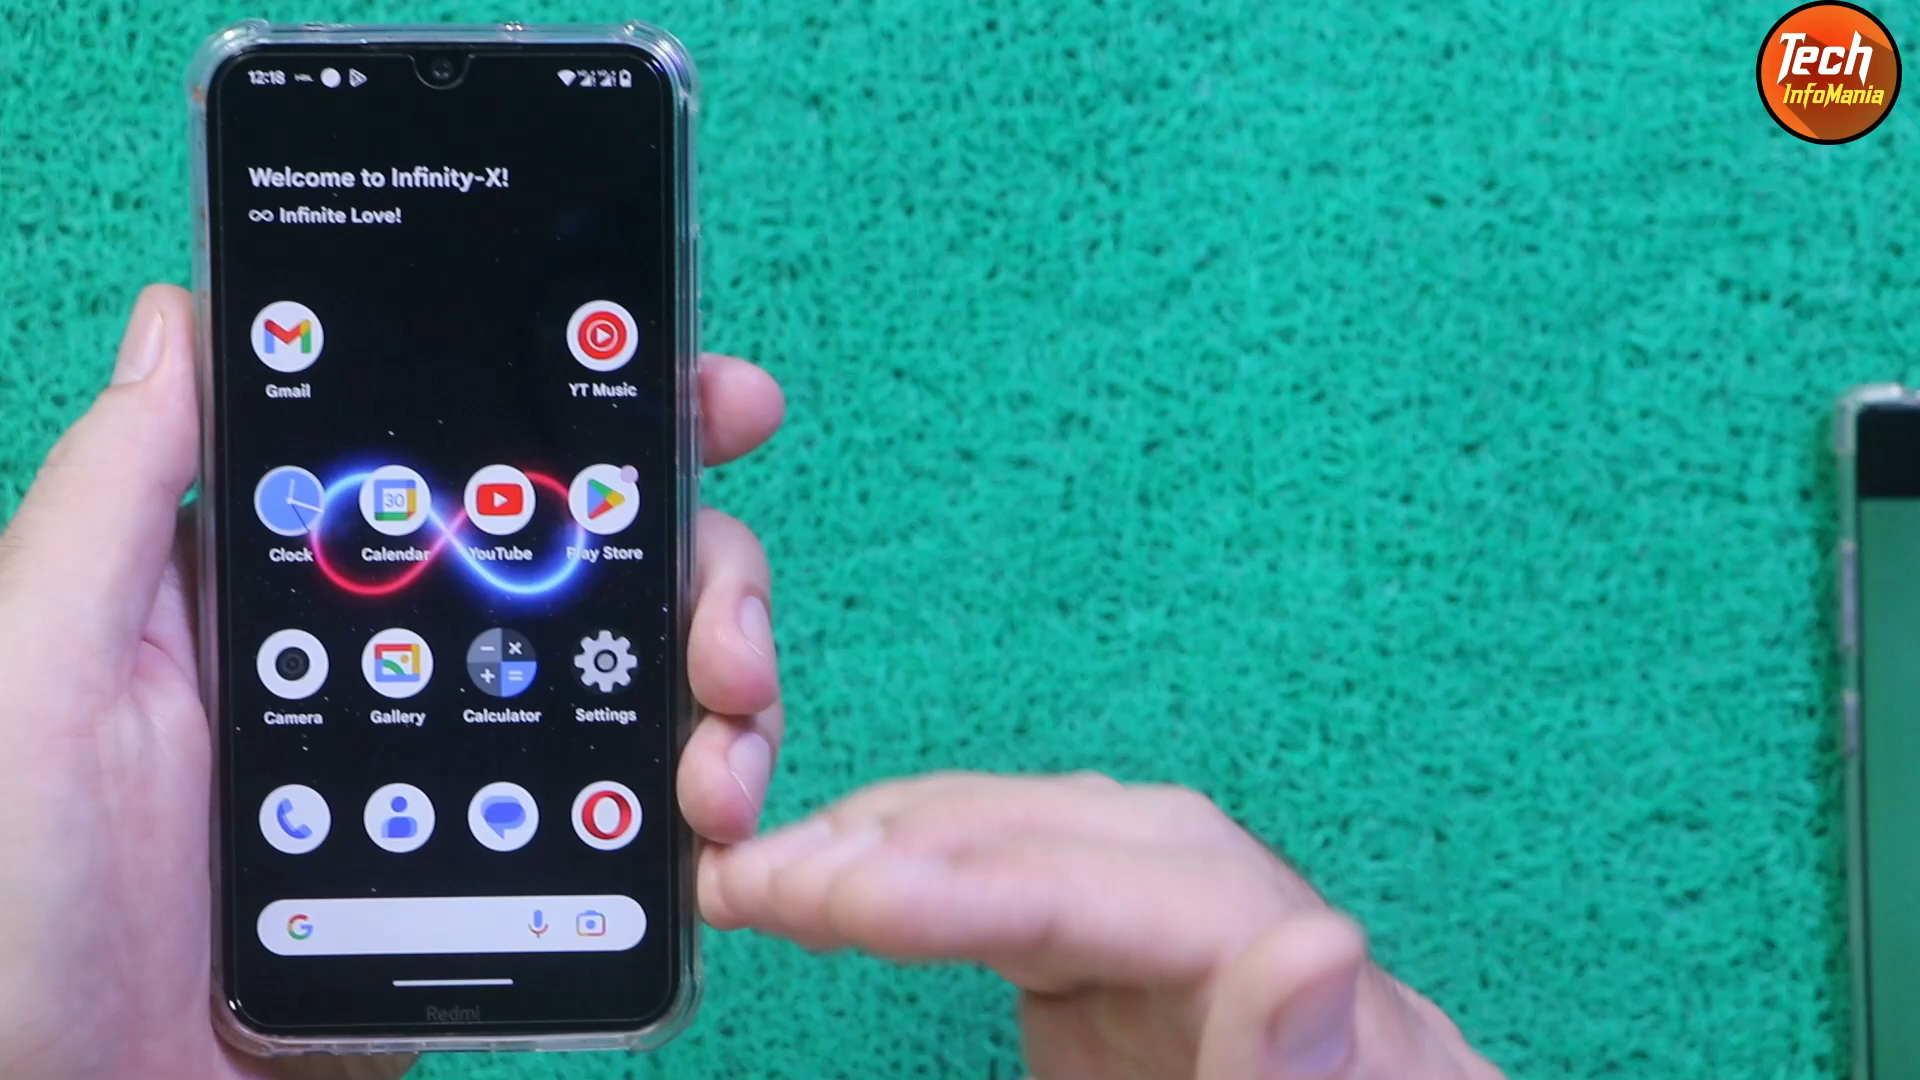 Tech
InfoMania
12:18
Welcome to Infinity-X!
∞ Infinite Love!
Gmail
YT Music
30
Clock
Calendar
YouTube
Play Store
Camera
Gallery
Calculator
Settings
Redmi